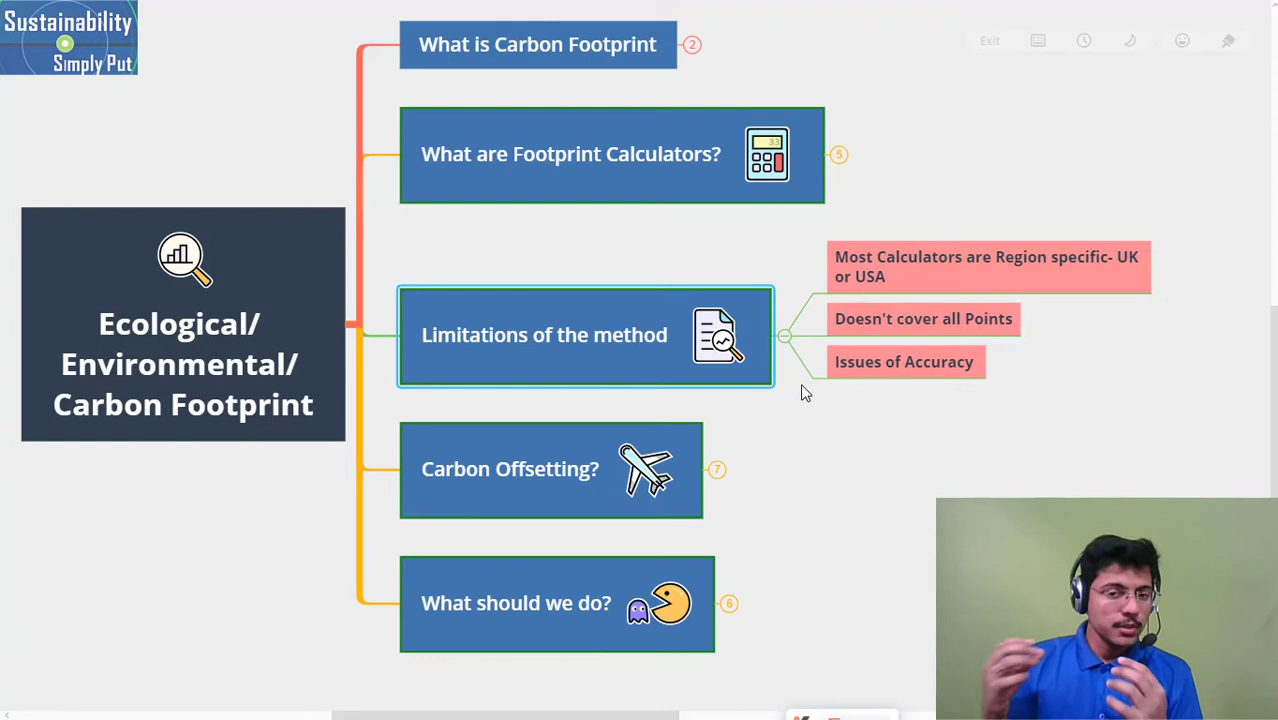 Sustainability
Simply Put
Exit
What is Carbon Footprint
2
What are Footprint Calculators?
33
5
Ecological/
Environmental/
Carbon Footprint
Limitations of the method
Most Calculators are Region specific- UK
or USA
Doesn't cover all Points
Issues of Accuracy
Carbon Offsetting?
7
What should we do?
6